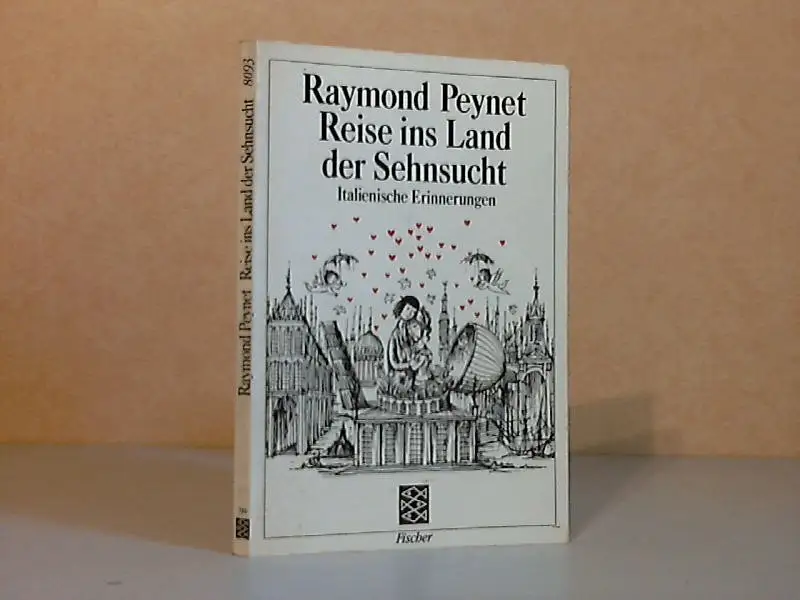 Raymond Peynet
Reise ins Land
der Sehnsucht
Italienische Erinnerungen
Fischer
Raymond Peynet Reise ins Land der Sehnsucht 8093